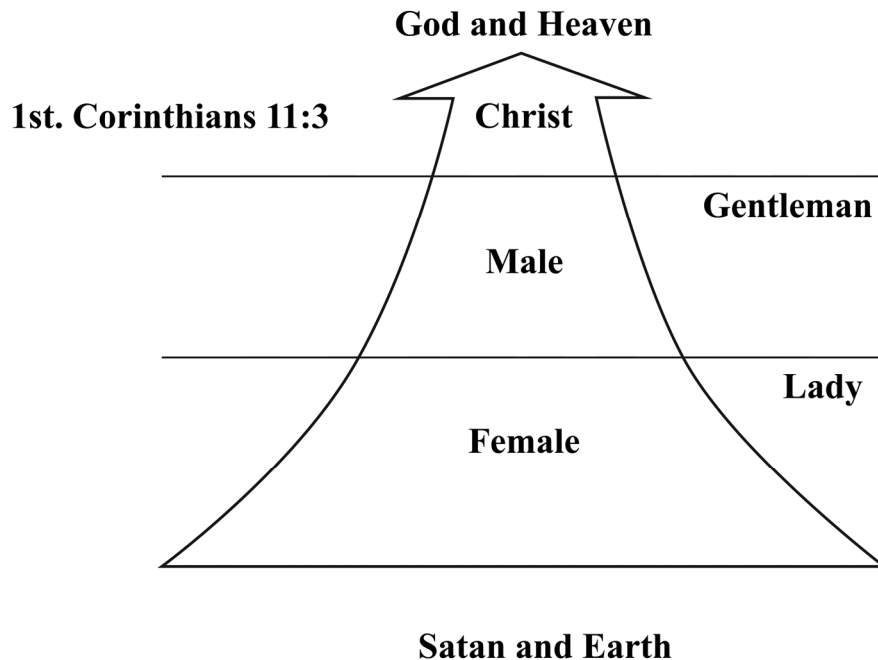 God and Heaven
1st. Corinthians 11:3
Christ
Gentleman
Male
Lady
Female
Satan and Earth